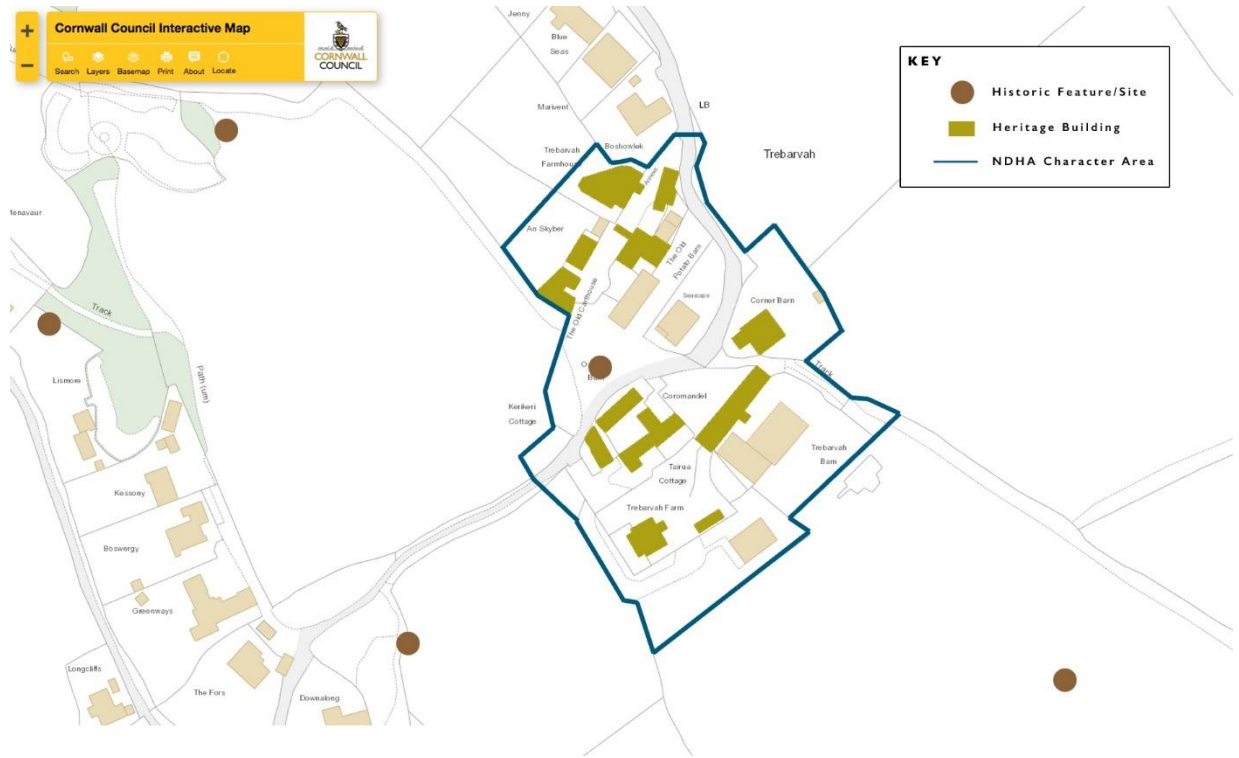 Cornwall Council Interactive Map
Search Layers Basemap Print About Locate
CORNWALL
COUNCIL
KEY
Historic Feature/Site
Heritage Building
NDHA Character Area
Jenny
Blue
Seas
Marivent
LB
Trebarvah
Farmhouse
Boshowlek
Trebarvah
An Skyber
The Old
Potato Barn
The Old Carthouse
Seascape
Corner Barn
Track
Coromandel
Kerikeri
Cottage
Trebarvah
Barn
Tairua
Cottage
Trebarvah Farm
Menavaur
Track
Path (um)
Lismore
Kessony
Boswergy
Greenways
Longcliffs
The Fors
Downalong